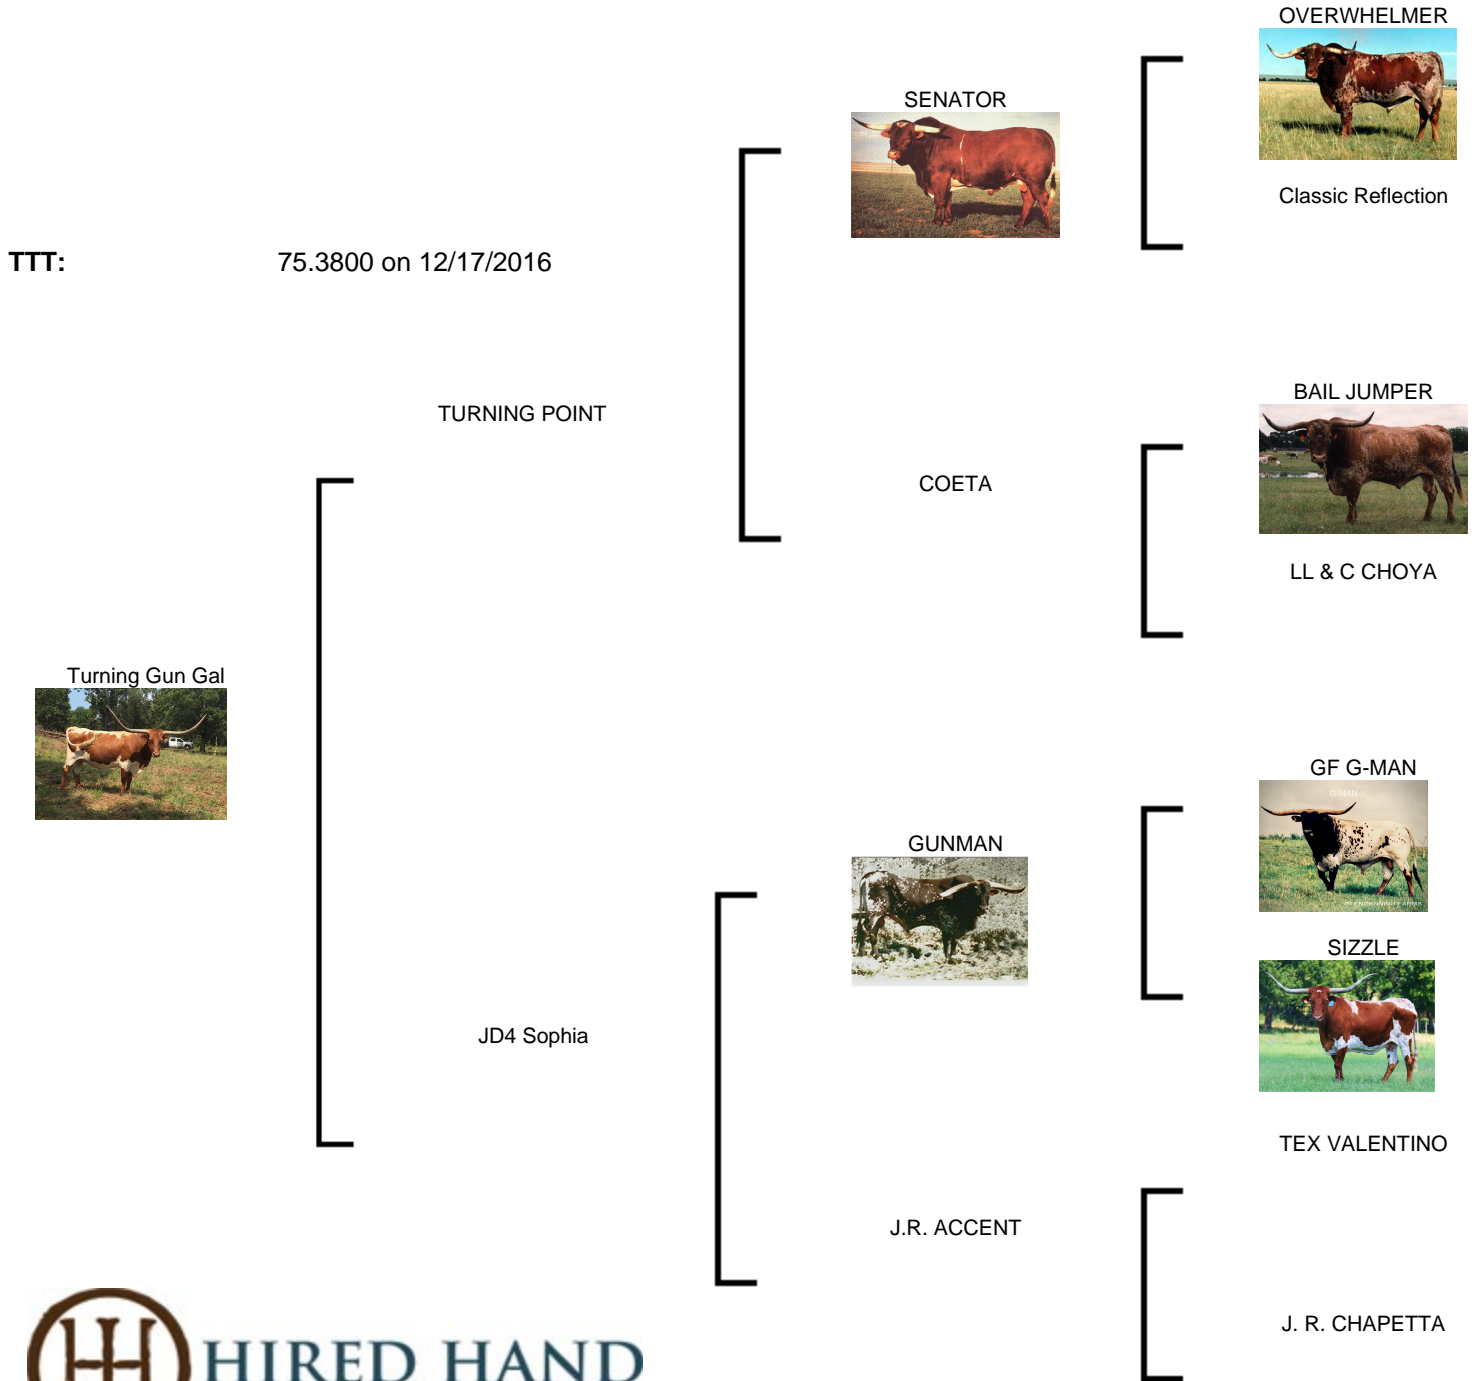 OVERWHELMER
SENATOR
Classic Reflection
TTT: 75.3800 on 12/17/2016
BAIL JUMPER
TURNING POINT
COETA
LL & C CHOYA
Turning Gun Gal
GF G-MAN
G-MAN
GUNMAN
SIZZLE
JD4 Sophia
TEX VALENTINO
J.R. ACCENT
J. R. CHAPETTA
HIRED HAND